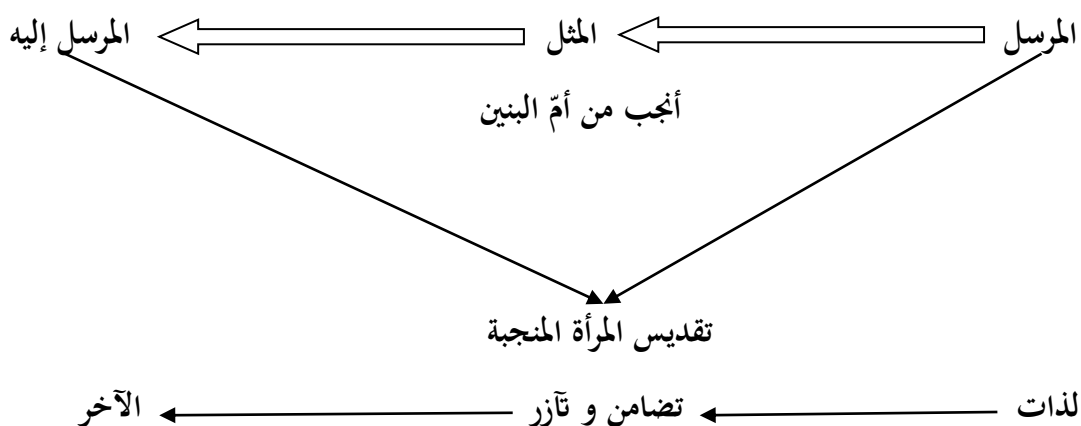 المرسل المثل المرسل إليه
أنجب من أمّ البنين
تقديس المرأة المنجبة
لذات تضامن و تآزر الآخر